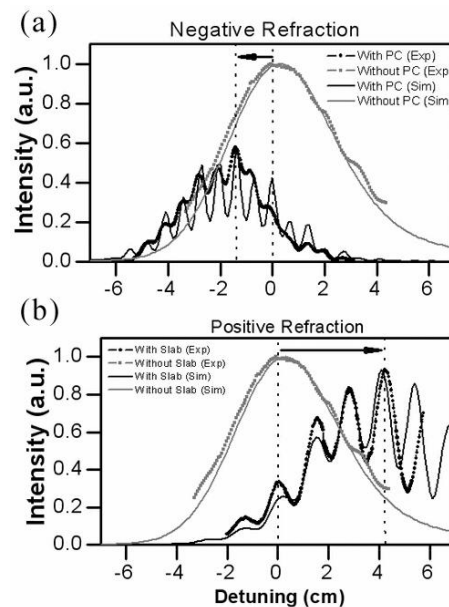 (a)
Negative Refraction
With PC (Exp)
Without PC (Exp
With PC (Sim)
Without PC (Sim
Intensity (a.u.)
1.0
0.8
0.6
0.4
0.2
0.0
-6 -4 -2 0 2 4 6
(b)
Positive Refraction
With Slab (Exp)
Without Slab (Exp)
With Slab (Sim)
Without Slab (Sim)
Intensity (a.u.)
1.0
0.8
0.6
0.4
0.2
0.0
-6 -4 -2 0 2 4 6
Detuning (cm)